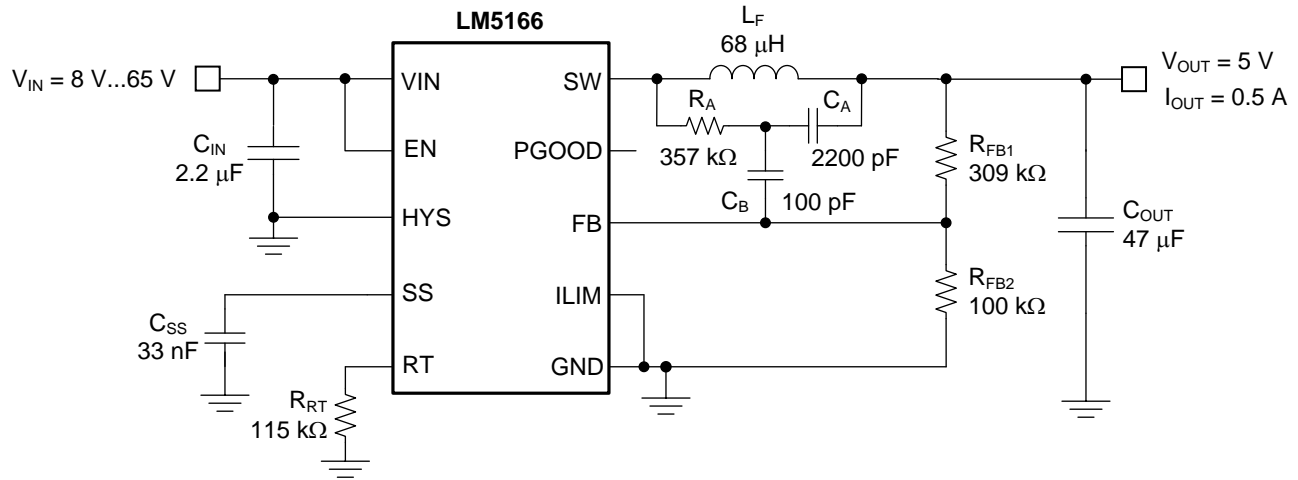 LM5166
V_IN = 8 V...65 V
C_IN
2.2 μF
VIN
EN
HYS
SS
RT
SW
PGOOD
FB
ILIM
GND
C_SS
33 nF
R_RT
115 kΩ
L_F
68 μH
R_A
357 kΩ
C_A
2200 pF
C_B
100 pF
R_FB1
309 kΩ
R_FB2
100 kΩ
C_OUT
47 μF
V_OUT = 5 V
I_OUT = 0.5 A